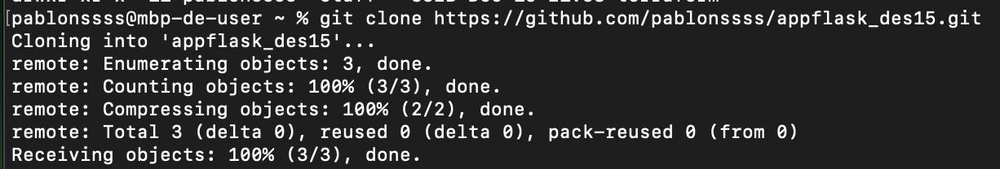 [pablonssss@mbp-de-user ~ % git clone https://github.com/pablonssss/appflask_des15.git
Cloning into 'appflask_des15'...
remote: Enumerating objects: 3, done.
remote: Counting objects: 100% (3/3), done.
remote: Compressing objects: 100% (2/2), done.
remote: Total 3 (delta 0), reused 0 (delta 0), pack-reused 0 (from 0)
Receiving objects: 100% (3/3), done.